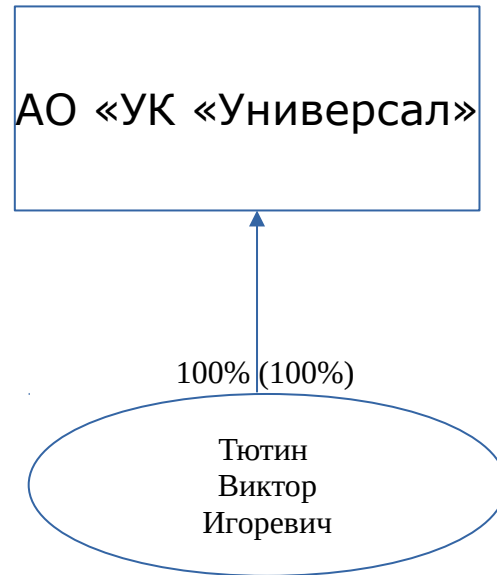 АО «УК «Универсал»
100% (100%)
Тютин
Виктор
Игоревич